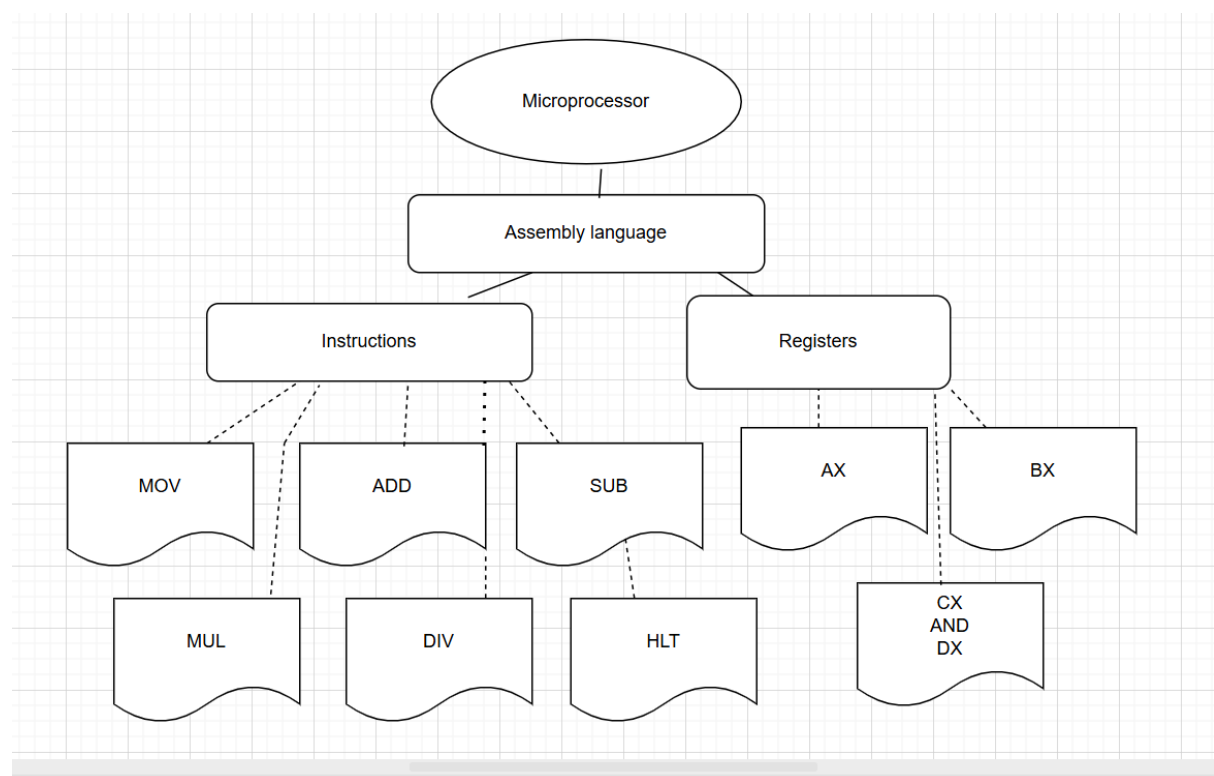 Microprocessor
Assembly language
Instructions
Registers
MOV
ADD
SUB
AX
BX
MUL
DIV
HLT
CX
AND
DX